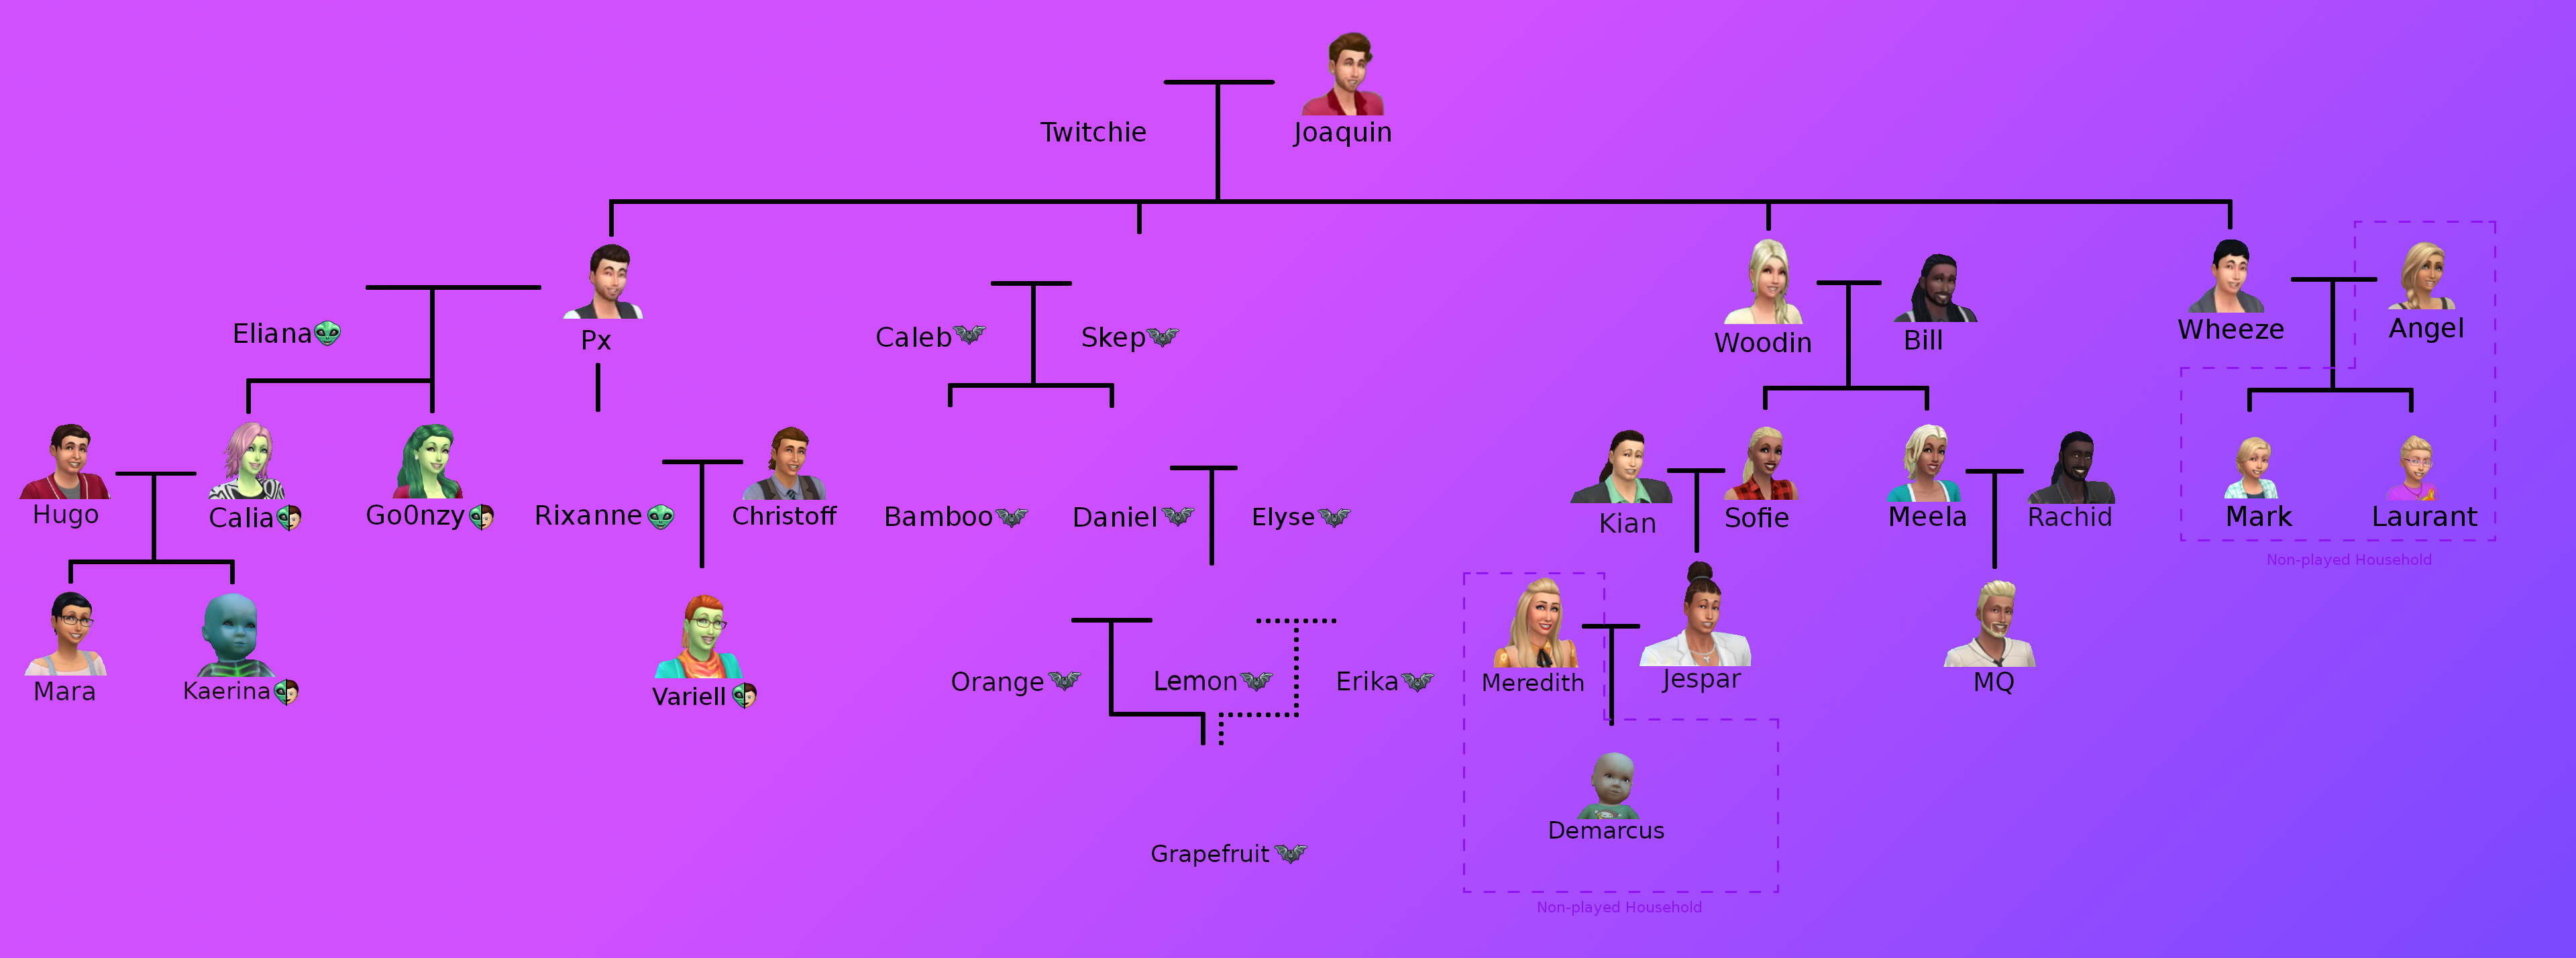 Twitchie
Joaquin
Eliana
Px
Caleb
Skep
Woodin
Bill
Wheeze
Angel
Hugo
Calia
Go0nzy
Rixanne
Christoff
Bamboo
Daniel
Elyse
Kian
Sofie
Meela
Rachid
Mark
Laurant
Non-played Household
Mara
Kaerina
Variell
Orange
Lemon
Erika
Meredith
Jespar
MQ
Demarcus
Grapefruit
Non-played Household